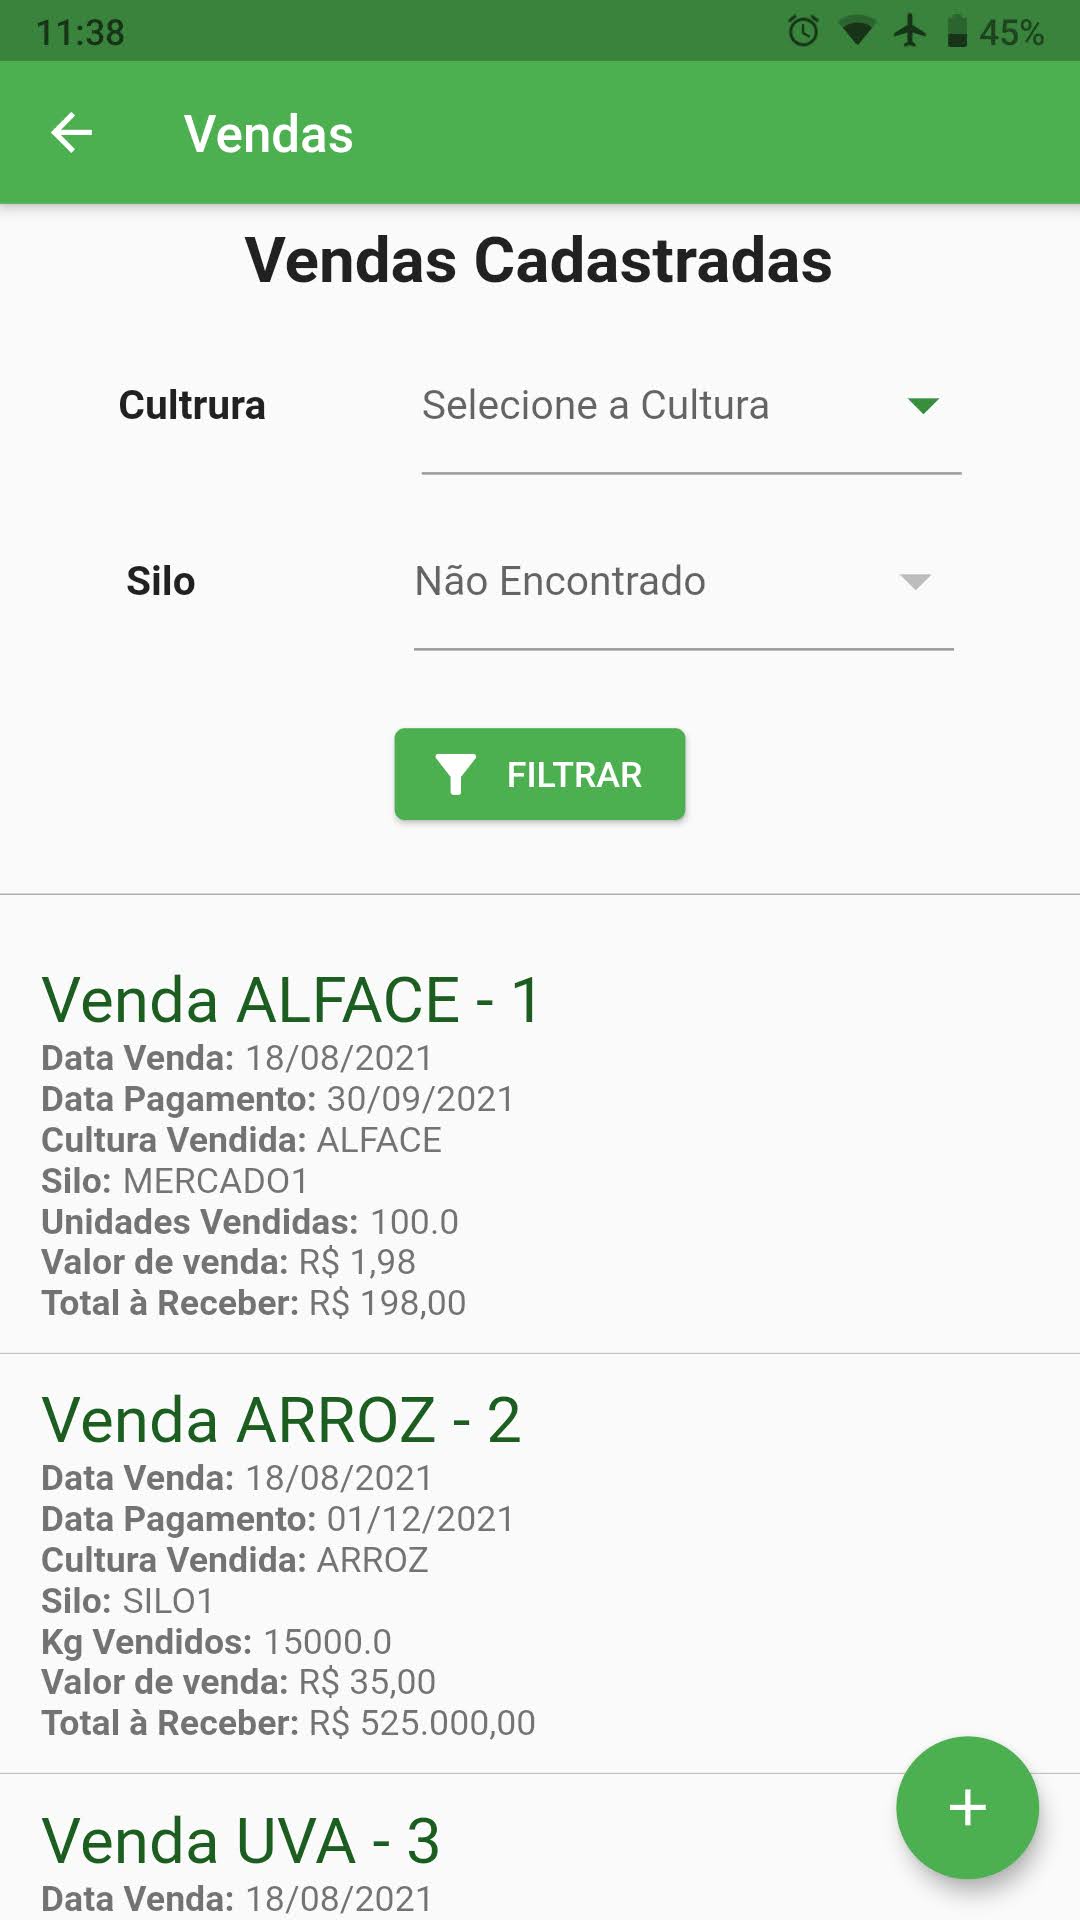 11:38
45%
Vendas
Vendas Cadastradas
Cultrura
Selecione a Cultura
Silo
Não Encontrado
FILTRAR
Venda ALFACE - 1
Data Venda: 18/08/2021
Data Pagamento: 30/09/2021
Cultura Vendida: ALFACE
Silo: MERCADO1
Unidades Vendidas: 100.0
Valor de venda: R$ 1,98
Total à Receber: R$ 198,00
Venda ARROZ - 2
Data Venda: 18/08/2021
Data Pagamento: 01/12/2021
Cultura Vendida: ARROZ
Silo: SILO1
Kg Vendidos: 15000.0
Valor de venda: R$ 35,00
Total à Receber: R$ 525.000,00
Venda UVA - 3
Data Venda: 18/08/2021